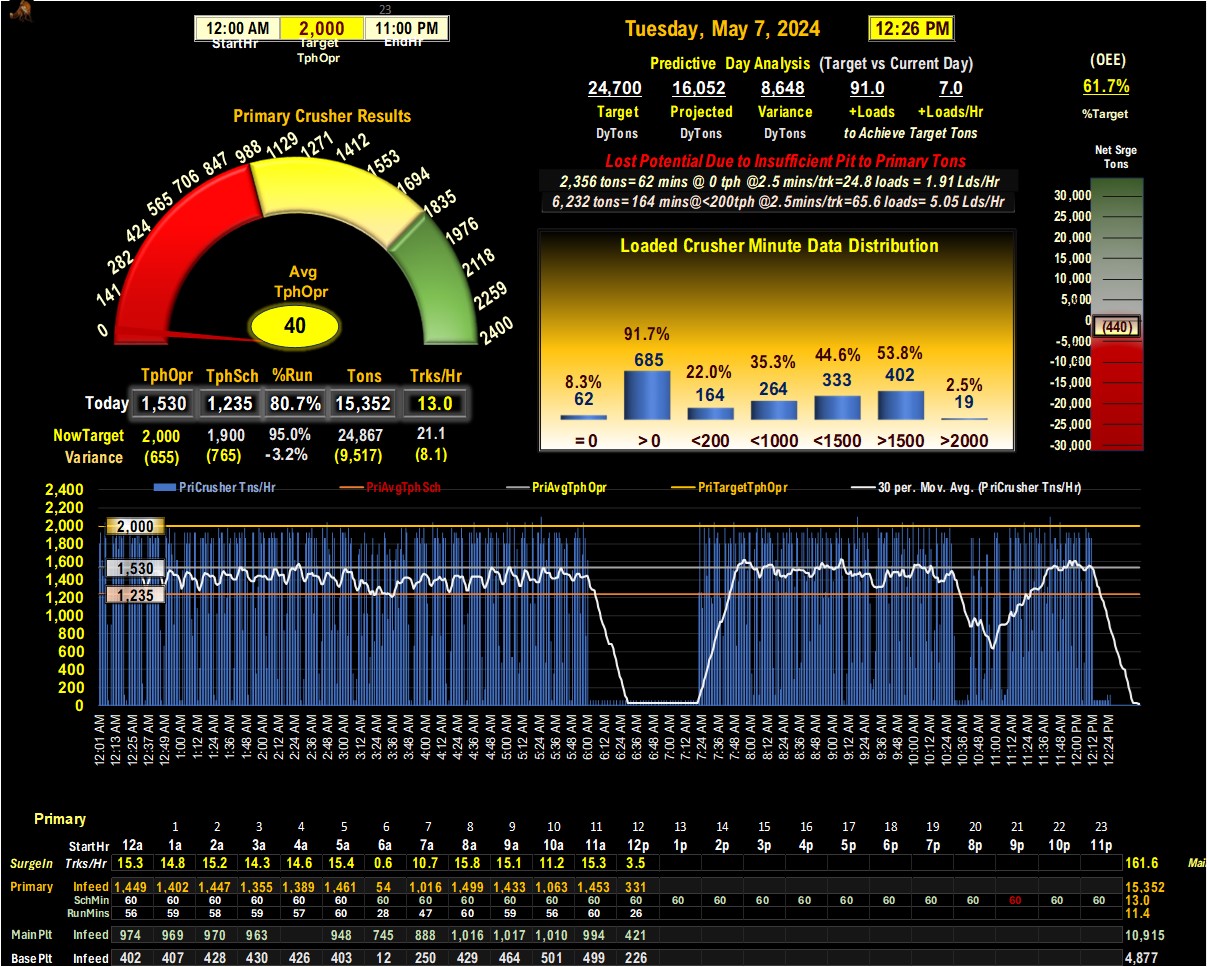 23
12:00 AM 2,000 11:00 PM
StartHr Target EndHr
TphOpr
Tuesday, May 7, 2024 12:26 PM
Predictive Day Analysis (Target vs Current Day)
24,700 16,052 8,648 91.0 7.0
Target Projected Variance +Loads +Loads/Hr
DyTons DyTons DyTons to Achieve Target Tons
(OEE)
61.7%
%Target
Lost Potential Due to Insufficient Pit to Primary Tons
2,356 tons= 62 mins @ 0 tph @2.5 mins/trk=24.8 loads = 1.91 Lds/Hr
6,232 tons= 164 mins@<200tph @2.5mins/trk=65.6 loads= 5.05 Lds/Hr
Primary Crusher Results
0 141 282 424 565 706 847 988 1129 1271 1412 1553 1694 1835 1976 2118 2259 2400
Avg
TphOpr
40
TphOpr TphSch %Run Tons Trks/Hr
Today 1,530 1,235 80.7% 15,352 13.0
NowTarget 2,000 1,900 95.0% 24,867 21.1
Variance (655) (765) -3.2% (9,517) (8.1)
Loaded Crusher Minute Data Distribution
8.3% 91.7% 22.0% 35.3% 44.6% 53.8% 2.5%
62 685 164 264 333 402 19
= 0 > 0 <200 <1000 <1500 >1500 >2000
Net Srge
Tons
30,000
25,000
20,000
15,000
10,000
5,000
0
(440)
-5,000
-10,000
-15,000
-20,000
-25,000
-30,000
PriCrusher Tns/Hr PriAvgTphSch PriAvgTphOpr PriTargetTphOpr 30 per. Mov. Avg. (PriCrusher Tns/Hr)
2,400
2,200
2,000 2,000
1,800
1,600 1,530
1,400
1,200 1,235
1,000
800
600
400
200
0
12:01 AM 12:13 AM 12:25 AM 12:37 AM 12:49 AM 1:00 AM 1:12 AM 1:24 AM 1:36 AM 1:48 AM 2:00 AM 2:12 AM 2:24 AM 2:36 AM 2:48 AM 3:00 AM 3:12 AM 3:24 AM 3:36 AM 3:48 AM 4:00 AM 4:12 AM 4:24 AM 4:36 AM 4:48 AM 5:00 AM 5:12 AM 5:24 AM 5:36 AM 5:48 AM 6:00 AM 6:12 AM 6:24 AM 6:36 AM 6:48 AM 7:00 AM 7:12 AM 7:24 AM 7:36 AM 7:48 AM 8:00 AM 8:12 AM 8:24 AM 8:36 AM 8:48 AM 9:00 AM 9:12 AM 9:24 AM 9:36 AM 9:48 AM 10:00 AM 10:12 AM 10:24 AM 10:36 AM 10:48 AM 11:00 AM 11:12 AM 11:24 AM 11:36 AM 11:48 AM 12:00 PM 12:12 PM 12:24 PM
Primary
1 2 3 4 5 6 7 8 9 10 11 12 13 14 15 16 17 18 19 20 21 22 23
StartHr 12a 1a 2a 3a 4a 5a 6a 7a 8a 9a 10a 11a 12p 1p 2p 3p 4p 5p 6p 7p 8p 9p 10p 11p
SurgeIn Trks/Hr 15.3 14.8 15.2 14.3 14.6 15.4 0.6 10.7 15.8 15.1 11.2 15.3 3.5 161.6
Primary Infeed 1,449 1,402 1,447 1,355 1,389 1,461 54 1,016 1,499 1,433 1,063 1,453 331 15,352
SchMin 60 60 60 60 60 60 60 60 60 60 60 60 60 60 60 60 60 60 60 60 60 60 60 60 13.0
RunMins 56 59 58 59 57 60 28 47 60 59 56 60 26 11.4
MainPlt Infeed 974 969 970 963 948 745 888 1,016 1,017 1,010 994 421 10,915
BasePlt Infeed 402 407 428 430 426 403 12 250 429 464 501 499 226 4,877